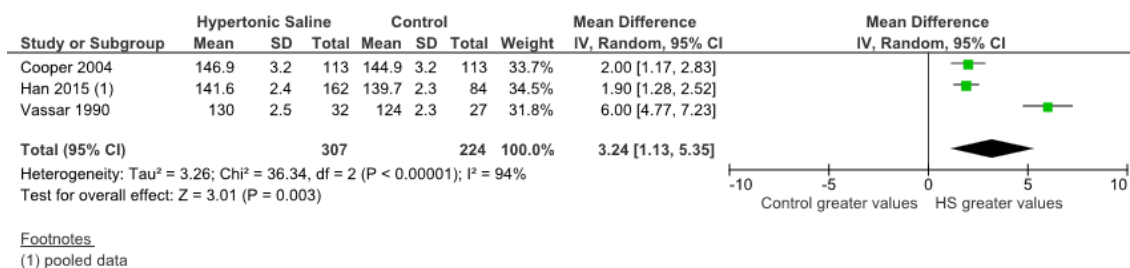 Hypertonic Saline Control Mean Difference Mean Difference
Study or Subgroup Mean SD Total Mean SD Total Weight IV, Random, 95% CI IV, Random, 95% CI
Cooper 2004 146.9 3.2 113 144.9 3.2 113 33.7% 2.00 [1.17, 2.83]
Han 2015 (1) 141.6 2.4 162 139.7 2.3 84 34.5% 1.90 [1.28, 2.52]
Vassar 1990 130 2.5 32 124 2.3 27 31.8% 6.00 [4.77, 7.23]
Total (95% CI) 307 224 100.0% 3.24 [1.13, 5.35]
Heterogeneity: Tau² = 3.26; Chi² = 36.34, df = 2 (P < 0.00001); I² = 94%
Test for overall effect: Z = 3.01 (P = 0.003)
-10 -5 0 5 10
Control greater values HS greater values
Footnotes
(1) pooled data